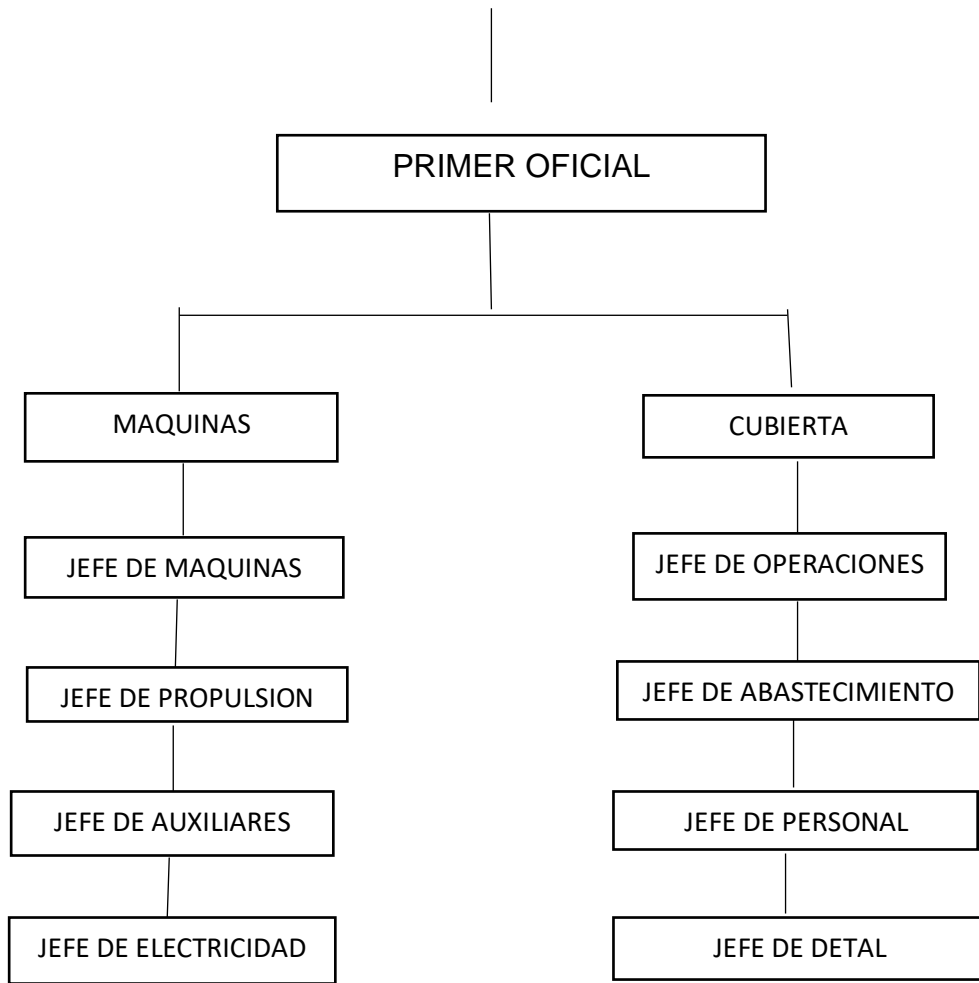 PRIMER OFICIAL
MAQUINAS
CUBIERTA
JEFE DE MAQUINAS
JEFE DE OPERACIONES
JEFE DE PROPULSION
JEFE DE ABASTECIMIENTO
JEFE DE AUXILIARES
JEFE DE PERSONAL
JEFE DE ELECTRICIDAD
JEFE DE DETAL